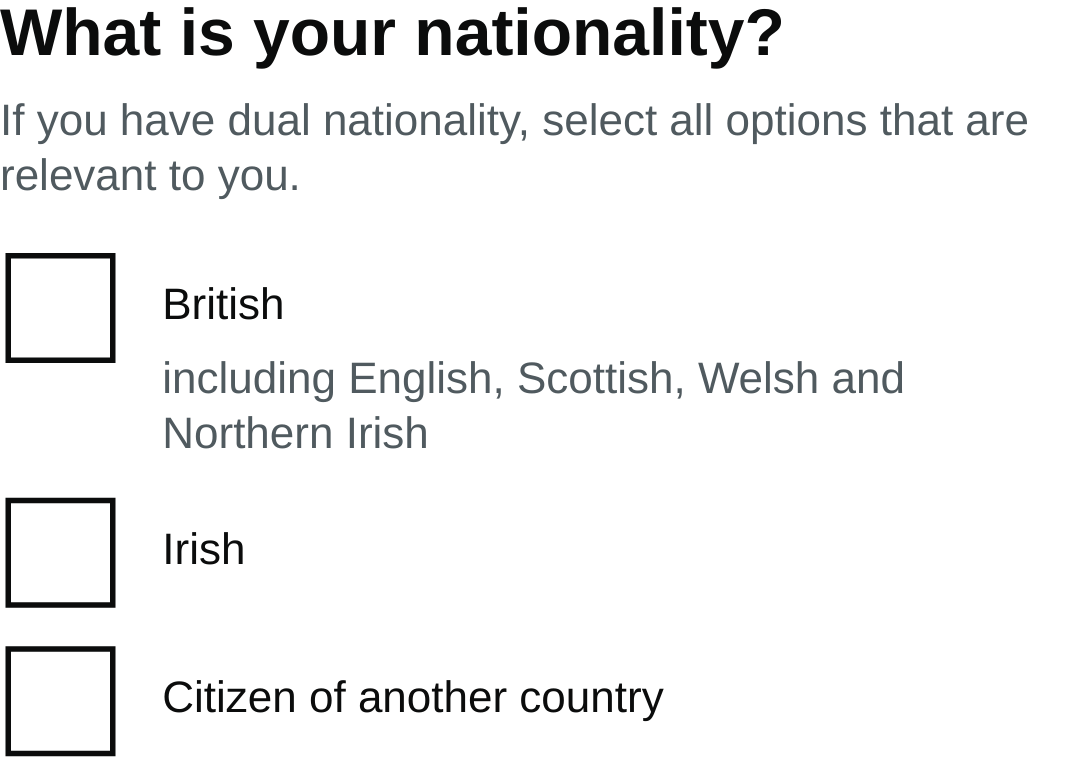 What is your nationality?
If you have dual nationality, select all options that are
relevant to you.
British
including English, Scottish, Welsh and
Northern Irish
Irish
Citizen of another country